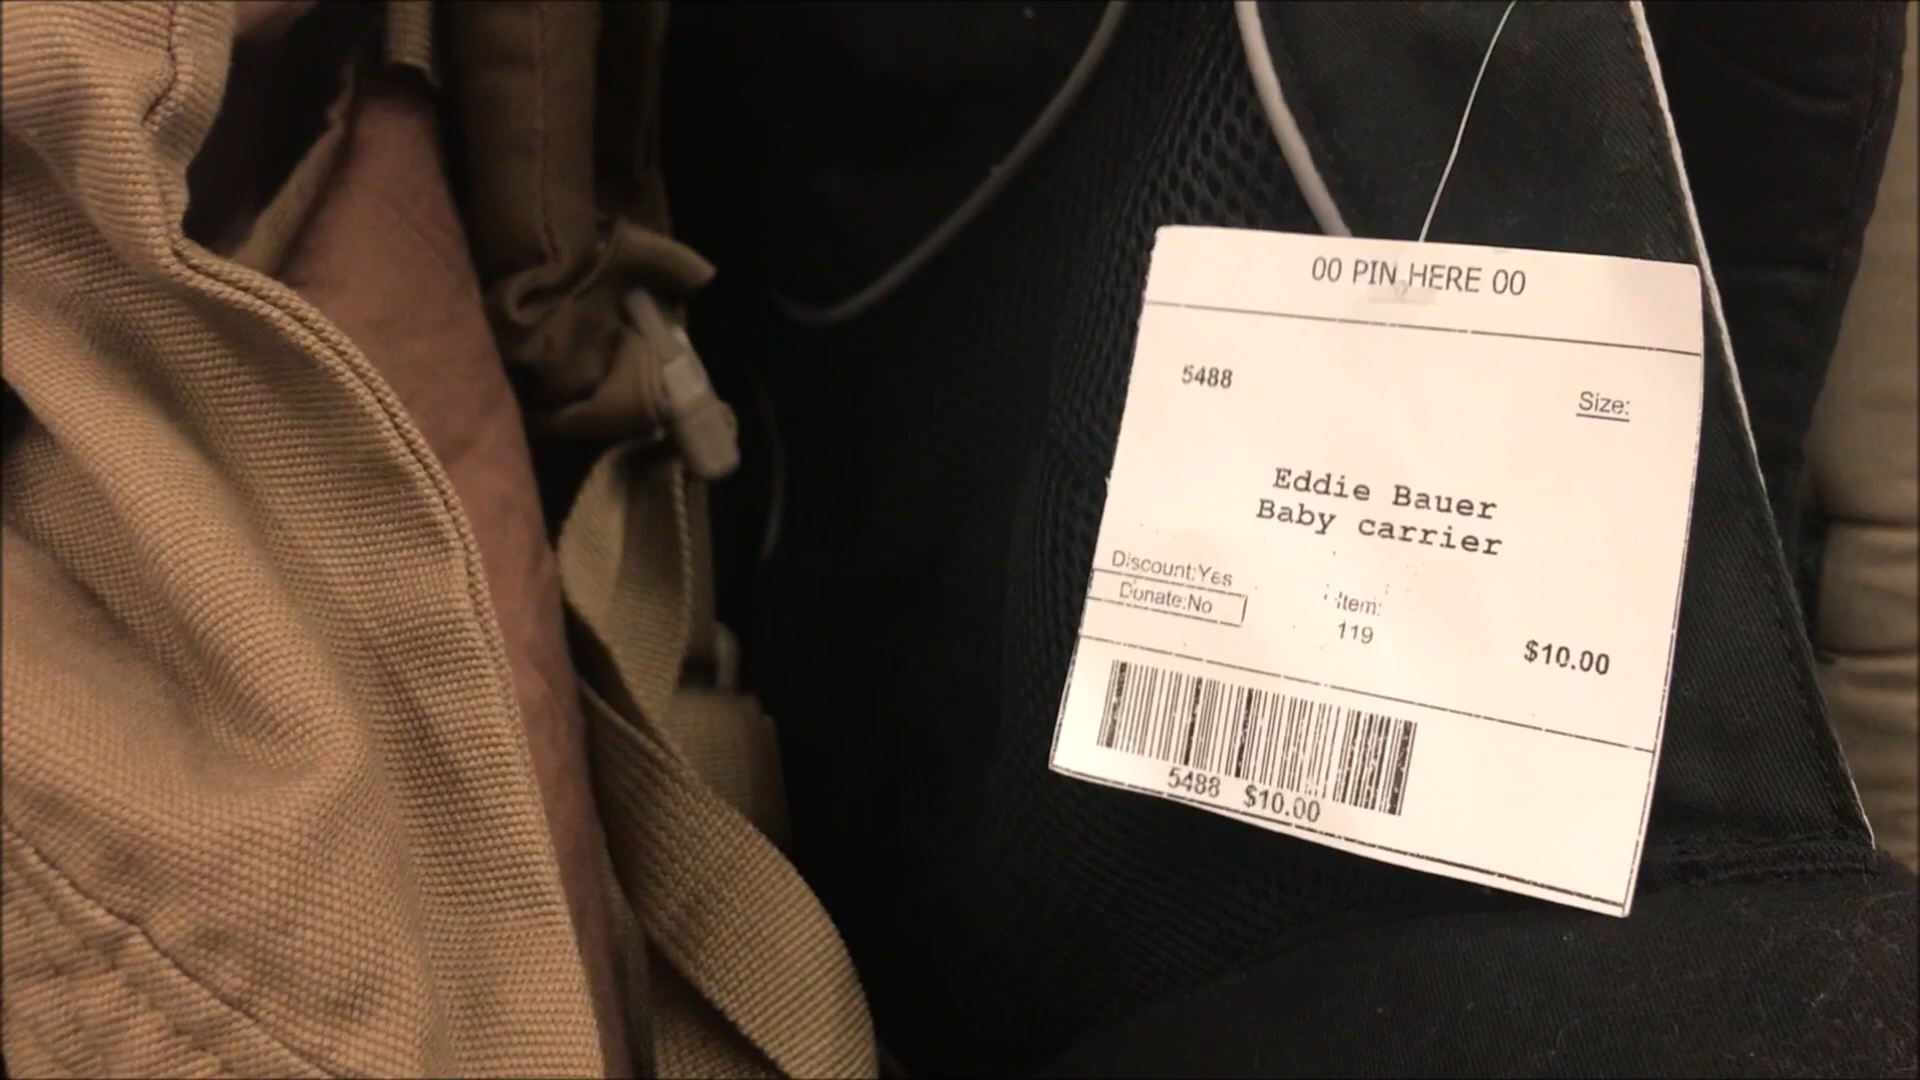 00 PIN HERE 00
5488
Size:
Eddie Bauer
Baby carrier
Discount:Yes
Donate:No
Item:
119
$10.00
5488 $10.00